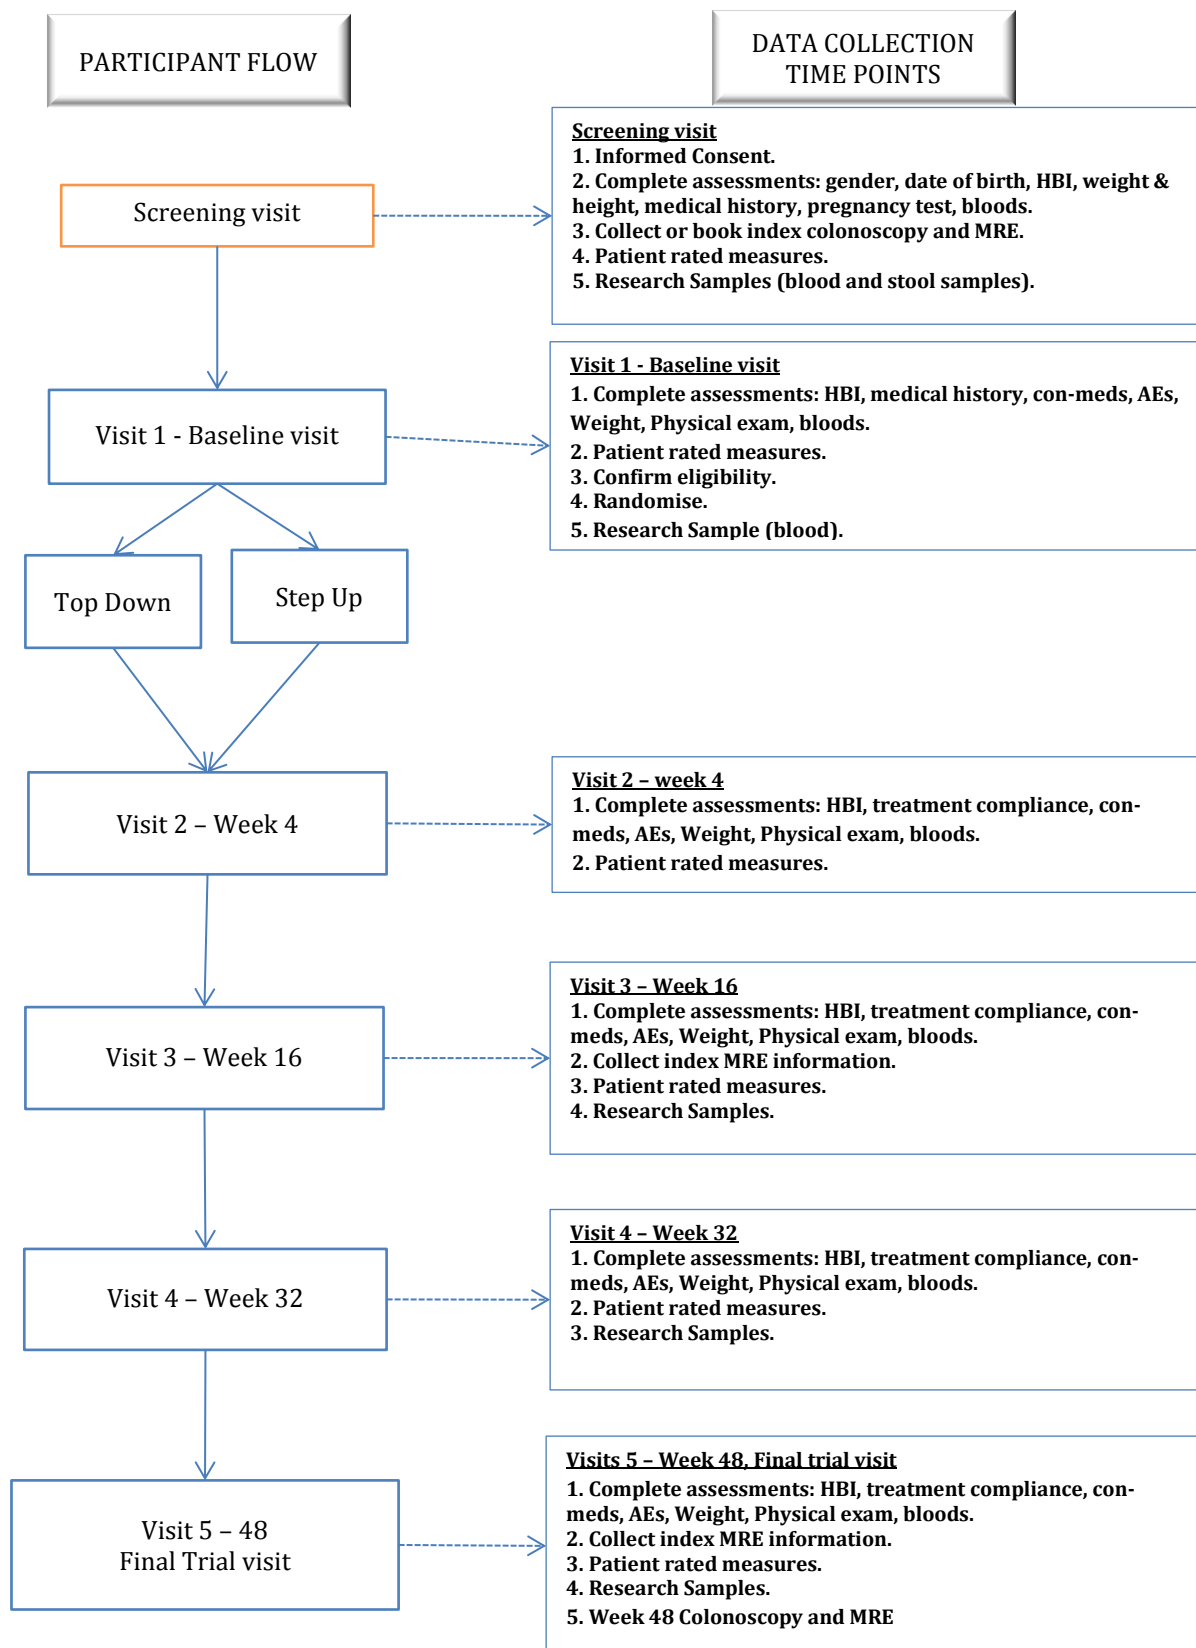 PARTICIPANT FLOW
DATA COLLECTION
TIME POINTS
Screening visit
Screening visit
1. Informed Consent.
2. Complete assessments: gender, date of birth, HBI, weight &
height, medical history, pregnancy test, bloods.
3. Collect or book index colonoscopy and MRE.
4. Patient rated measures.
5. Research Samples (blood and stool samples).
Visit 1 - Baseline visit
Visit 1 - Baseline visit
1. Complete assessments: HBI, medical history, con-meds, AEs,
Weight, Physical exam, bloods.
2. Patient rated measures.
3. Confirm eligibility.
4. Randomise.
5. Research Sample (blood).
Top Down
Step Up
Visit 2 – Week 4
Visit 2 – week 4
1. Complete assessments: HBI, treatment compliance, con-
meds, AEs, Weight, Physical exam, bloods.
2. Patient rated measures.
Visit 3 – Week 16
Visit 3 – Week 16
1. Complete assessments: HBI, treatment compliance, con-
meds, AEs, Weight, Physical exam, bloods.
2. Collect index MRE information.
3. Patient rated measures.
4. Research Samples.
Visit 4 – Week 32
Visit 4 – Week 32
1. Complete assessments: HBI, treatment compliance, con-
meds, AEs, Weight, Physical exam, bloods.
2. Patient rated measures.
3. Research Samples.
Visit 5 – 48
Final Trial visit
Visits 5 – Week 48, Final trial visit
1. Complete assessments: HBI, treatment compliance, con-
meds, AEs, Weight, Physical exam, bloods.
2. Collect index MRE information.
3. Patient rated measures.
4. Research Samples.
5. Week 48 Colonoscopy and MRE